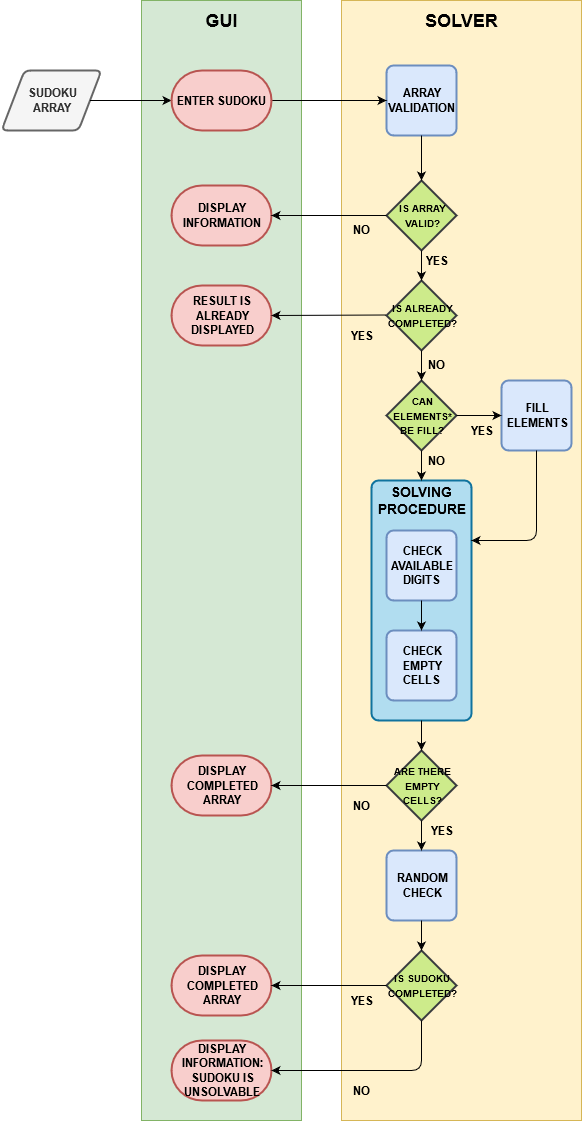 GUI
SOLVER
SUDOKU
ARRAY
ENTER SUDOKU
ARRAY
VALIDATION
DISPLAY
INFORMATION
IS ARRAY
VALID?
NO
YES
RESULT IS
ALREADY
DISPLAYED
IS ALREADY
COMPLETED?
YES
NO
CAN
ELEMENTS*
BE FILL?
YES
FILL
ELEMENTS
NO
SOLVING
PROCEDURE
CHECK
AVAILABLE
DIGITS
CHECK
EMPTY
CELLS
DISPLAY
COMPLETED
ARRAY
ARE THERE
EMPTY
CELLS?
NO
YES
RANDOM
CHECK
DISPLAY
COMPLETED
ARRAY
IS SUDOKU
COMPLETED?
YES
DISPLAY
INFORMATION:
SUDOKU IS
UNSOLVABLE
NO